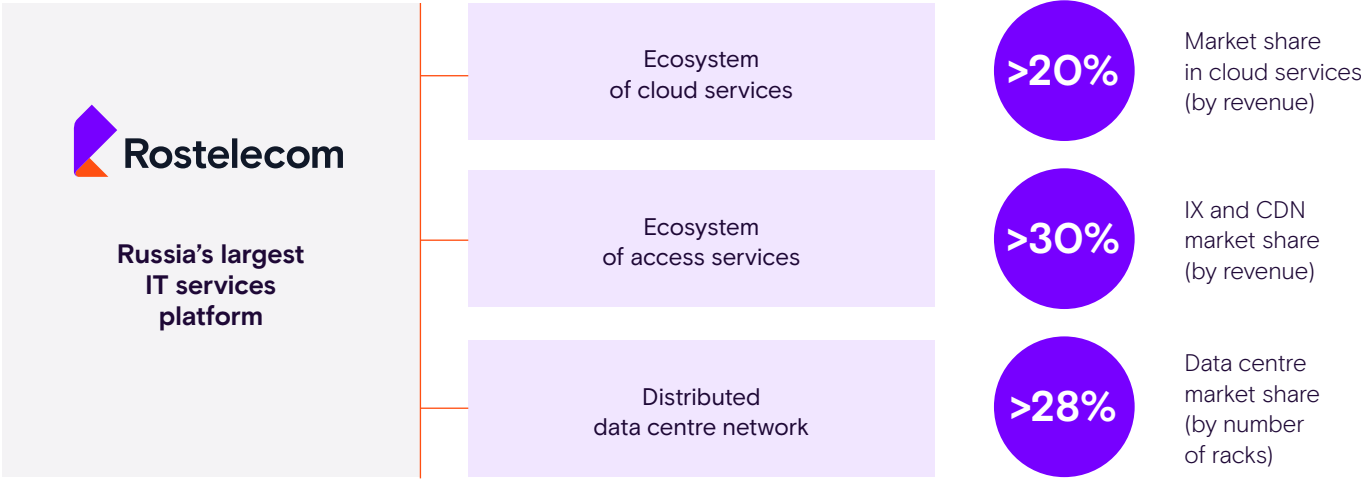 Rostelecom
Russia’s largest
IT services
platform
Ecosystem
of cloud services
>20%
Market share
in cloud services
(by revenue)
Ecosystem
of access services
>30%
IX and CDN
market share
(by revenue)
Distributed
data centre network
>28%
Data centre
market share
(by number
of racks)